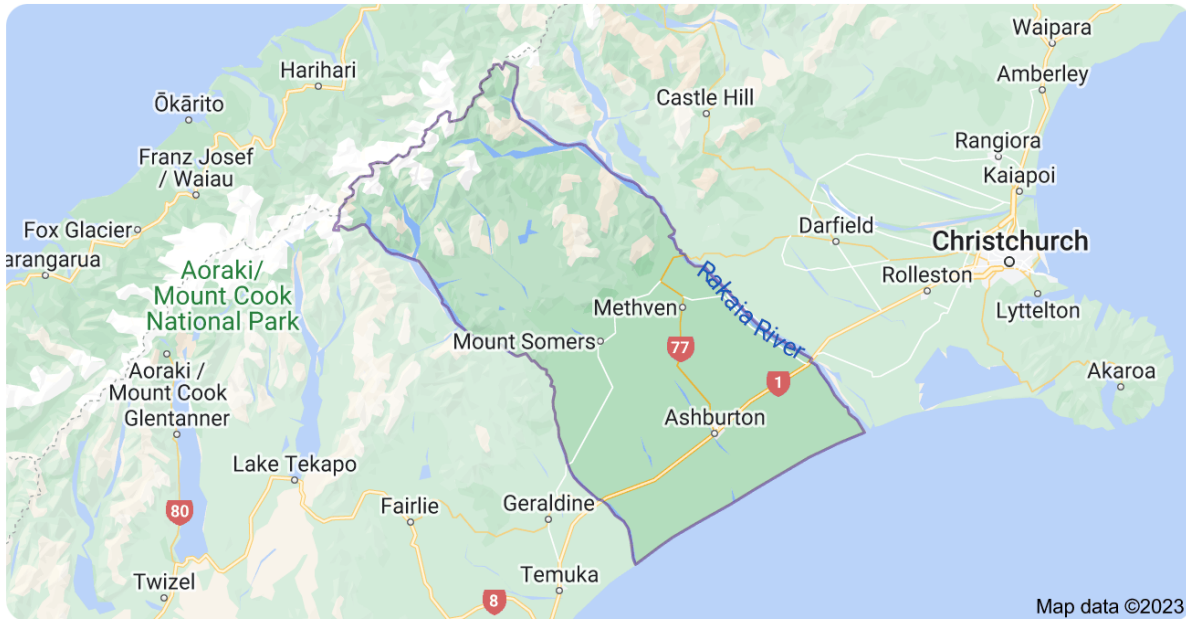 Waipara
Harihari
Amberley
Castle Hill
Ōkārito
Rangiora
Franz Josef
/ Waiau
Kaiapoi
Fox Glacier
Darfield
Christchurch
arangarua
Aoraki/
Mount Cook
National Park
Rolleston
Rakaia River
Methven
Lyttelton
Mount Somers
77
Aoraki /
Mount Cook
1
Akaroa
Glentanner
Ashburton
Lake Tekapo
Fairlie
Geraldine
80
Twizel
Temuka
8
Map data ©2023